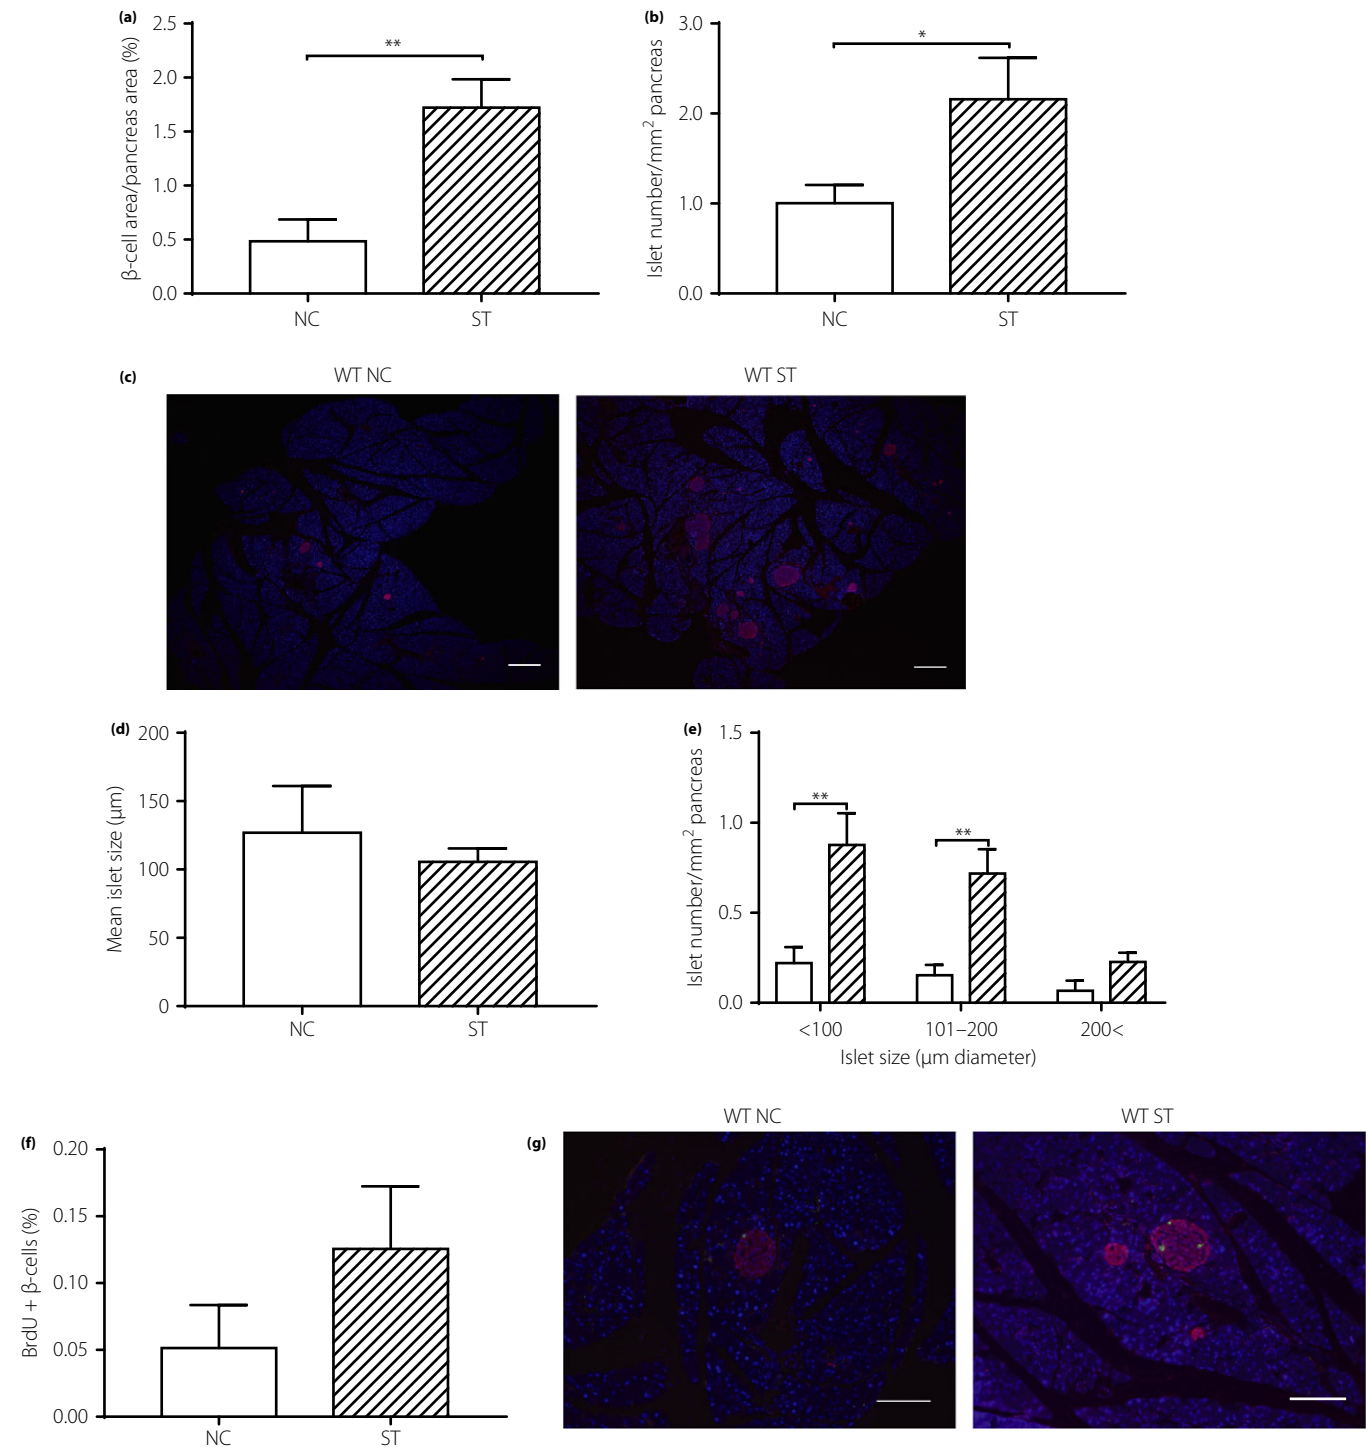 (a)
β-cell area/pancreas area (%)
2.5
2.0
1.5
1.0
0.5
0.0
**
NC ST
(b)
Islet number/mm² pancreas
3.0
2.0
1.0
0.0
*
NC ST
(c)
WT NC WT ST
(d)
Mean islet size (μm)
200
150
100
50
0
NC ST
(e)
Islet number/mm² pancreas
1.5
1.0
0.5
0.0
**
**
<100 101–200 200<
Islet size (μm diameter)
(f)
BrdU + β-cells (%)
0.20
0.15
0.10
0.05
0.00
NC ST
(g)
WT NC WT ST